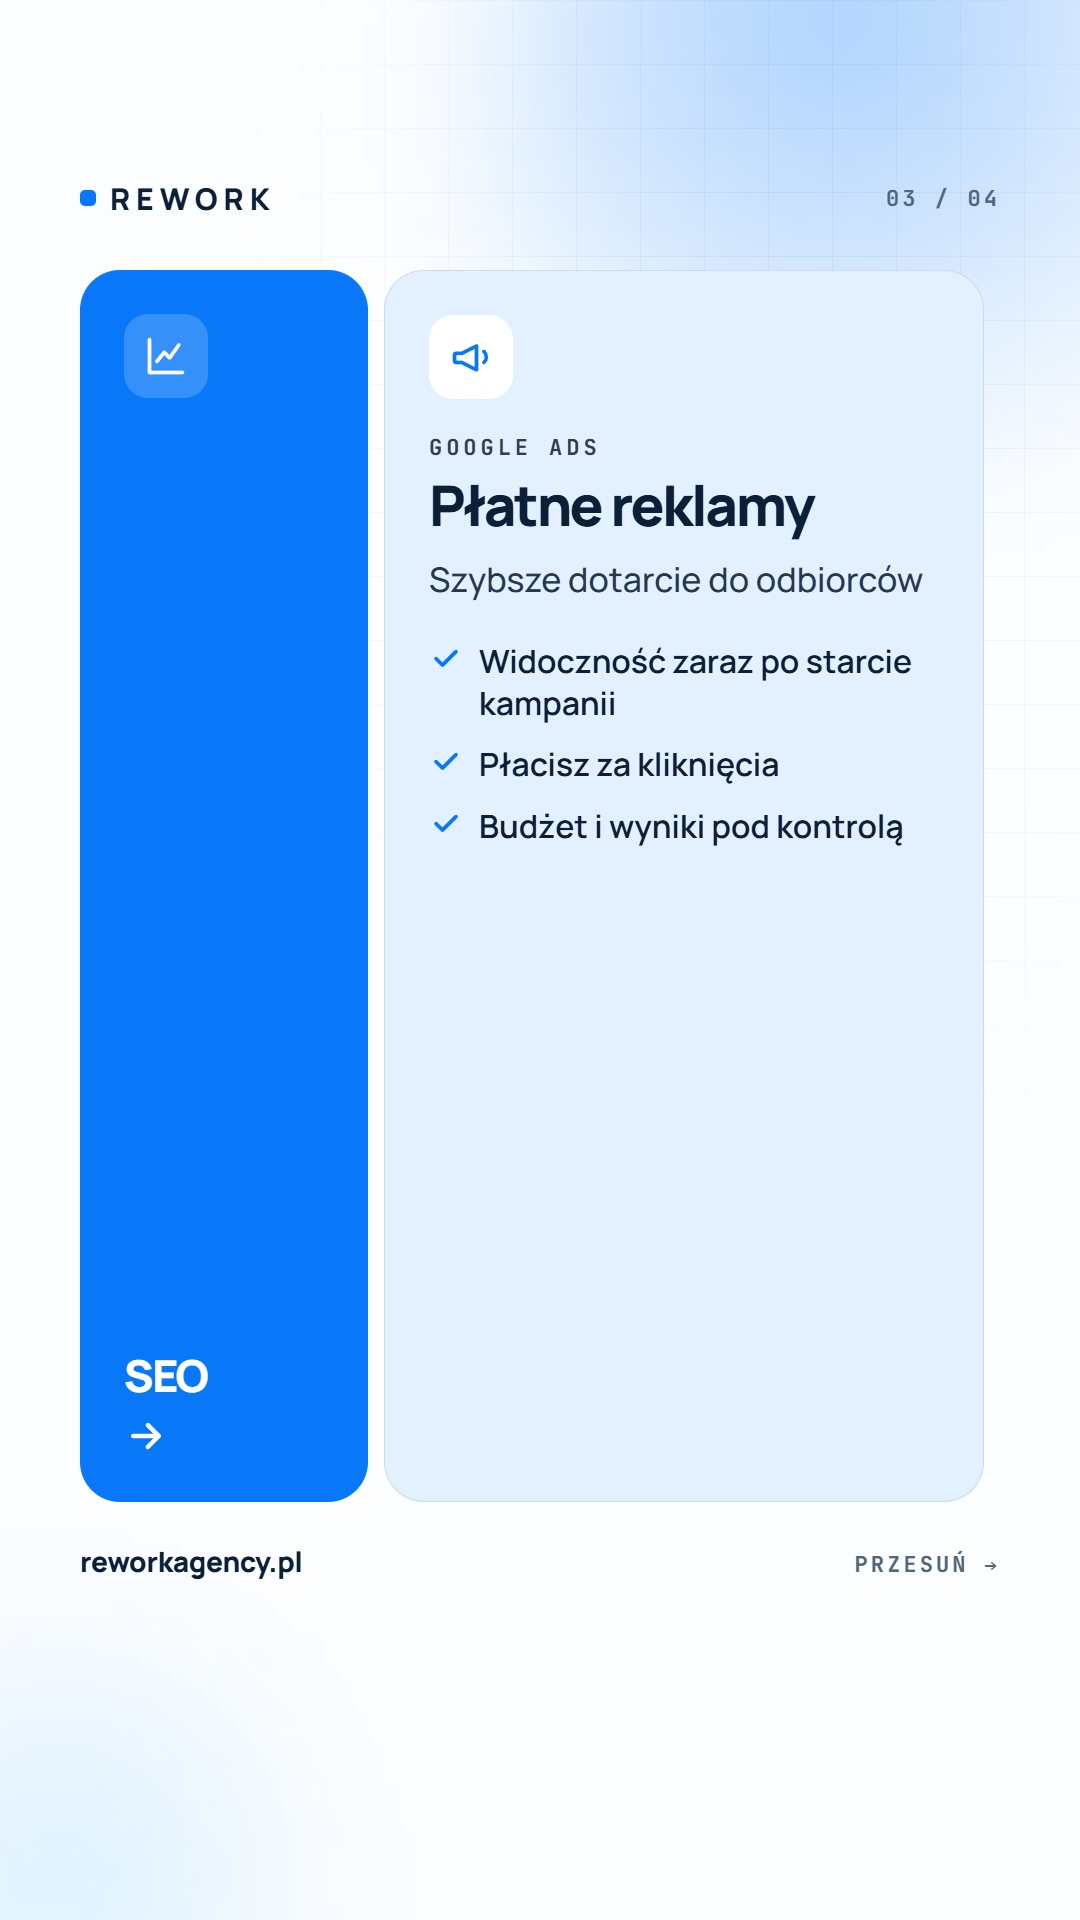 REWORK
03 / 04
GOOGLE ADS
Płatne reklamy
Szybsze dotarcie do odbiorców
Widoczność zaraz po starcie
kampanii
Płacisz za kliknięcia
Budżet i wyniki pod kontrolą
SEO
→
reworkagency.pl
PRZESUŃ →